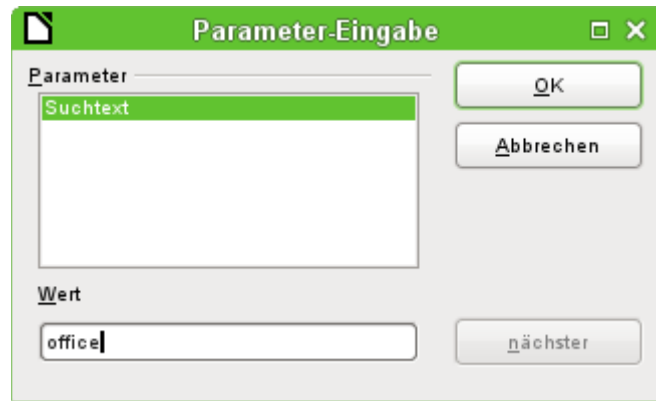 Parameter-Eingabe
Parameter
Suchtext
OK
Abbrechen
Wert
office
nächster